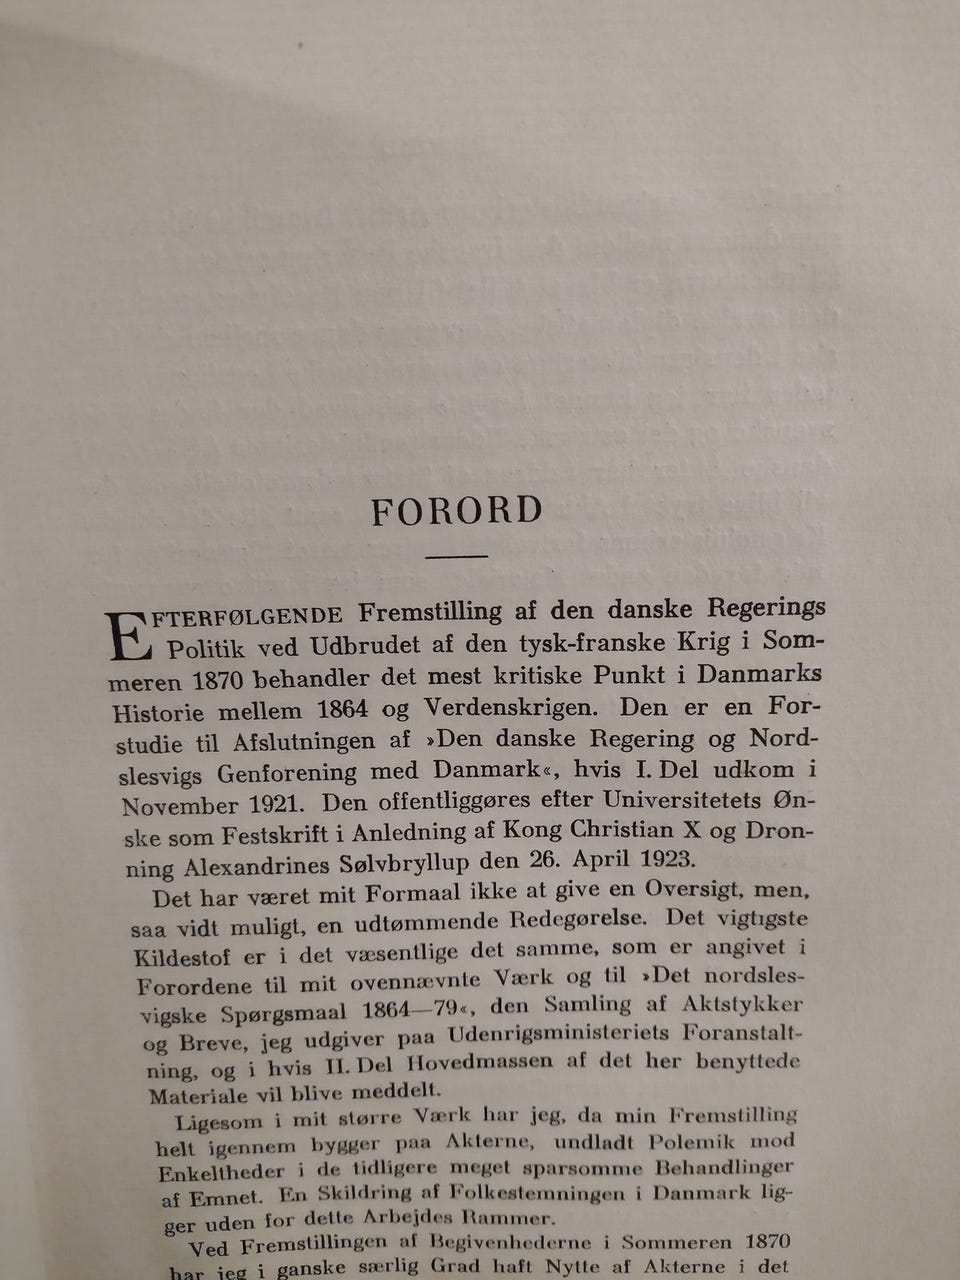 FORORD
EFTERFØLGENDE Fremstilling af den danske Regerings
Politik ved Udbrudet af den tysk-franske Krig i Som-
meren 1870 behandler det mest kritiske Punkt i Danmarks
Historie mellem 1864 og Verdenskrigen. Den er en For-
studie til Afslutningen af »Den danske Regering og Nord-
slesvigs Genforening med Danmark«, hvis I. Del udkom i
November 1921. Den offentliggøres efter Universitetets Øn-
ske som Festskrift i Anledning af Kong Christian X og Dron-
ning Alexandrines Sølvbryllup den 26. April 1923.
Det har været mit Formaal ikke at give en Oversigt, men,
saa vidt muligt, en udtømmende Redegørelse. Det vigtigste
Kildestof er i det væsentlige det samme, som er angivet i
Forordene til mit ovennævnte Værk og til »Det nordsles-
vigske Spørgsmaal 1864—79«, den Samling af Aktstykker
og Breve, jeg udgiver paa Udenrigsministeriets Foranstalt-
ning, og i hvis II. Del Hovedmassen af det her benyttede
Materiale vil blive meddelt.
Ligesom i mit større Værk har jeg, da min Fremstilling
helt igennem bygger paa Akterne, undladt Polemik mod
Enkeltheder i de tidligere meget sparsomme Behandlinger
af Emnet. En Skildring af Folkestemningen i Danmark lig-
ger uden for dette Arbejdes Rammer.
Ved Fremstillingen af Begivenhederne i Sommeren 1870
har jeg i ganske særlig Grad haft Nytte af Akterne i det